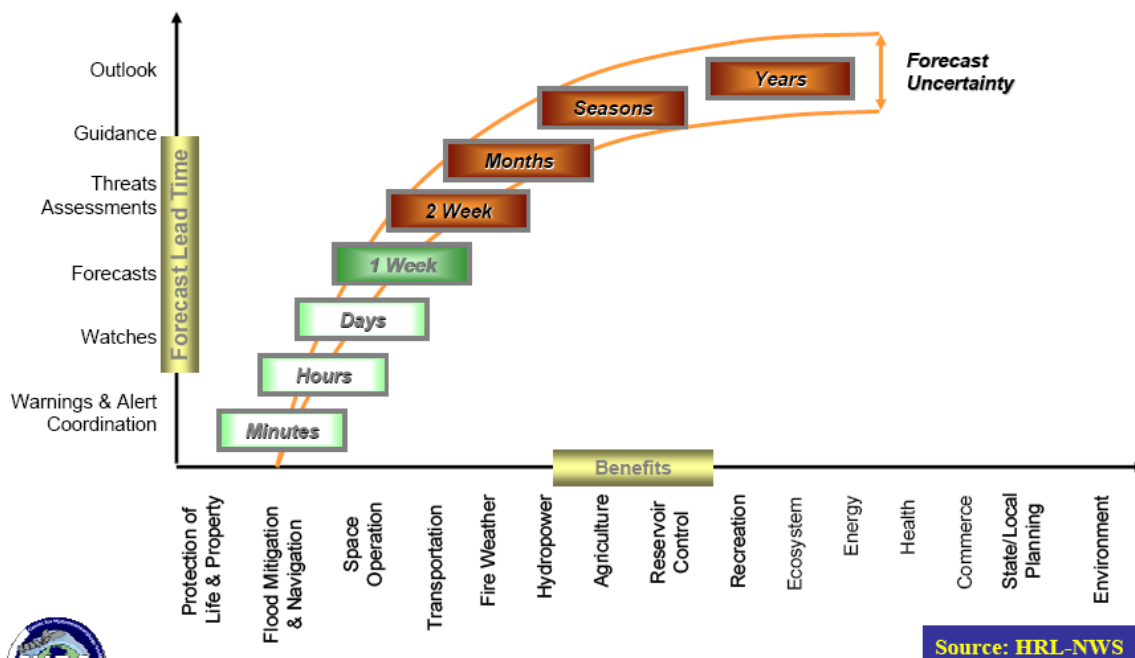 Outlook
Guidance
Threats
Assessments
Forecasts
Watches
Warnings & Alert
Coordination
Forecast Lead Time
Years
Seasons
Months
2 Week
1 Week
Days
Hours
Minutes
Forecast
Uncertainty
Benefits
Protection of
Life & Property
Flood Mitigation
& Navigation
Space
Operation
Transportation
Fire Weather
Hydropower
Agriculture
Reservoir
Control
Recreation
Ecosystem
Energy
Health
Commerce
State/Local
Planning
Environment
Source: HRL-NWS